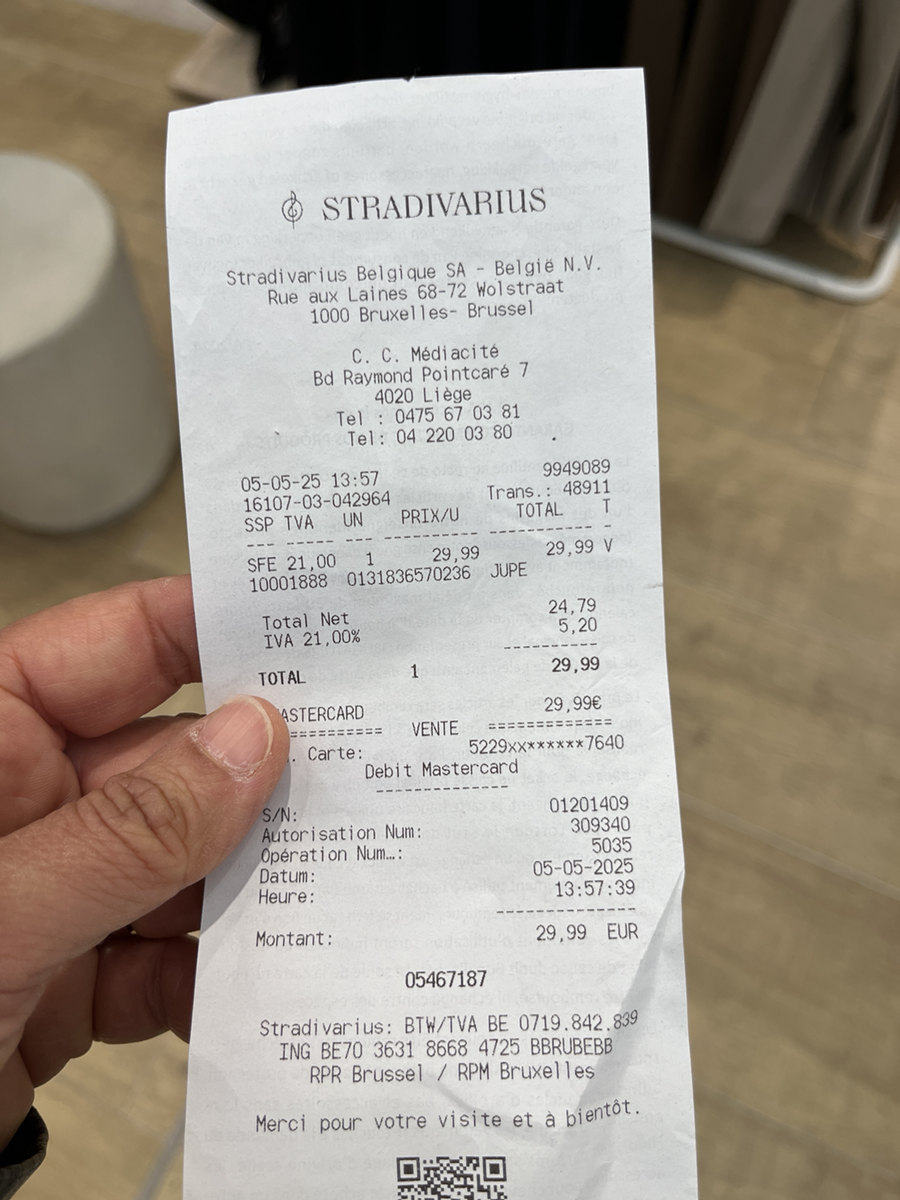 STRADIVARIUS
Stradivarius Belgique SA - België N.V.
Rue aux Laines 68-72 Wolstraat
1000 Bruxelles- Brussel
C. C. Médiacité
Bd Raymond Pointcaré 7
4020 Liège
Tel : 0475 67 03 81
Tel: 04 220 03 80
05-05-25 13:57 9949089
16107-03-042964 Trans.: 48911
SSP TVA UN PRIX/U TOTAL T
--- ----- --- ---------- ----------- -
SFE 21,00 1 29,99 29,99 V
10001888 0131836570236 JUPE
Total Net 24,79
IVA 21,00% 5,20
----------
TOTAL 1 29,99
ASTERCARD 29,99€
=========== VENTE =============
. Carte: 5229xx******7640
Debit Mastercard
--------------
S/N: 01201409
Autorisation Num: 309340
Opération Num…: 5035
Datum: 05-05-2025
Heure: 13:57:39
---------------
Montant: 29,99 EUR
05467187
Stradivarius: BTW/TVA BE 0719.842.839
ING BE70 3631 8668 4725 BBRUBEBB
RPR Brussel / RPM Bruxelles
Merci pour votre visite et à bientôt.